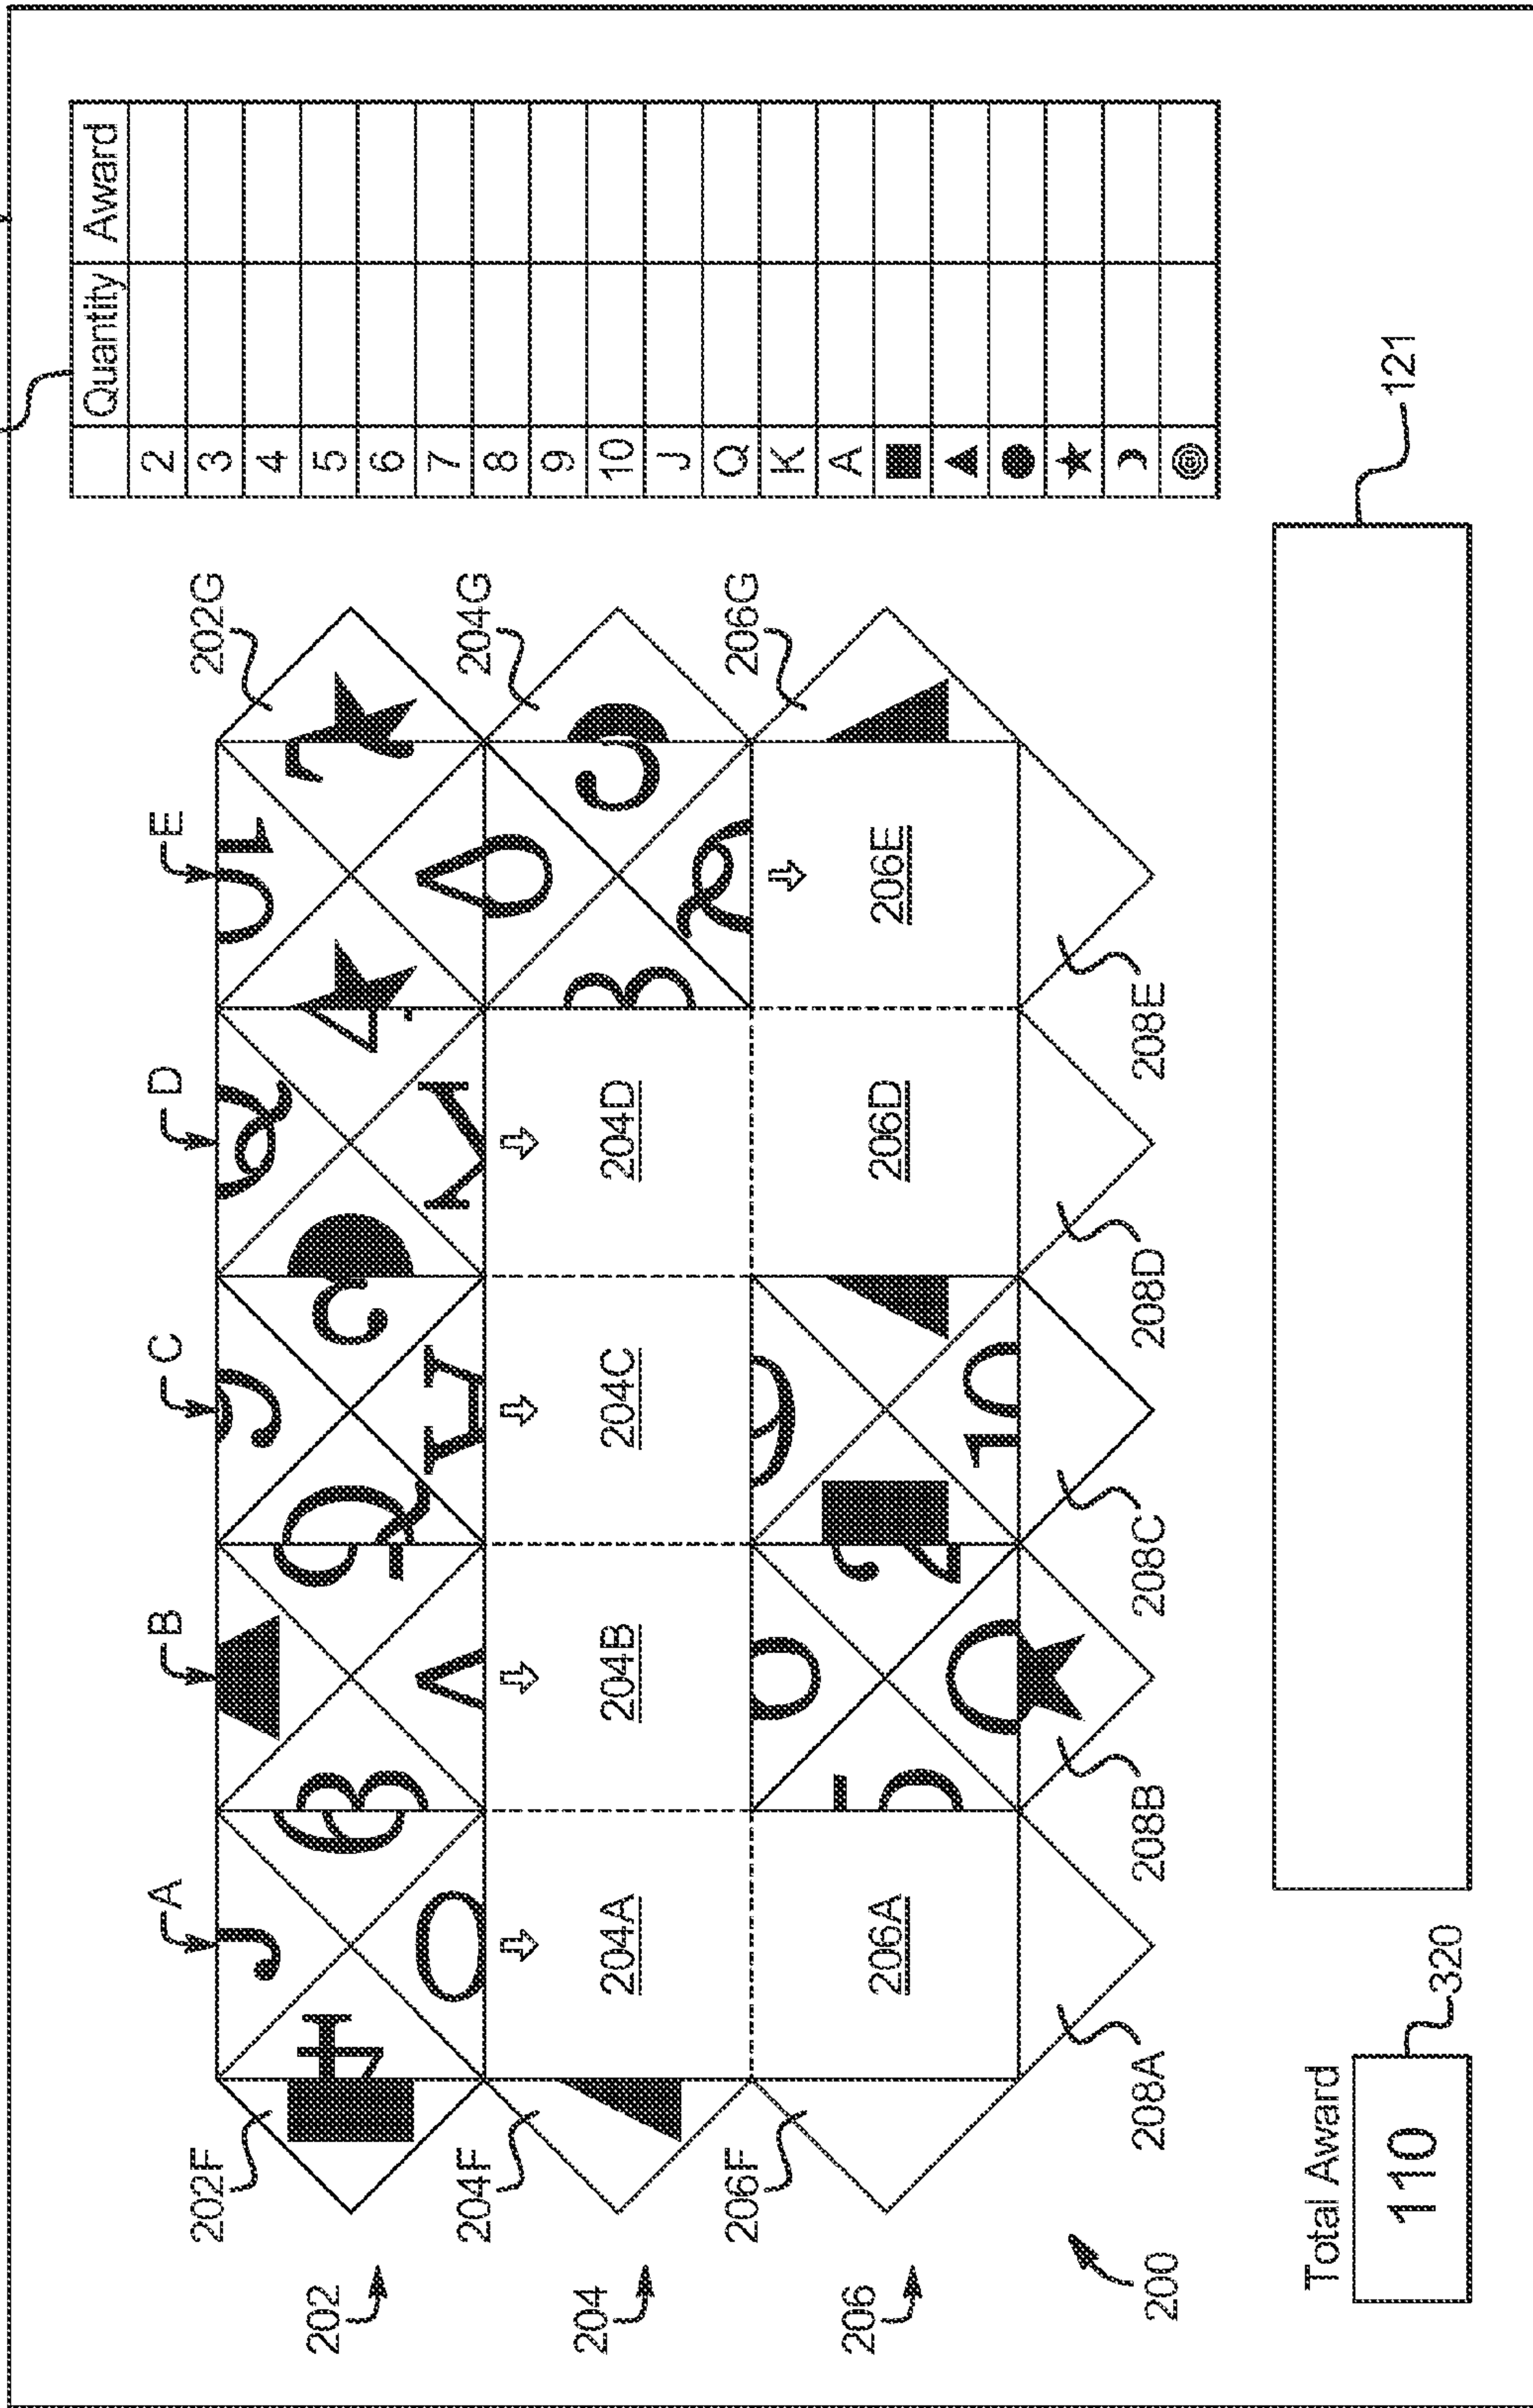 A B C D E
202F 202G
202
204F 204G
204
204A 204B 204C 204D
206F 206G
206
206A 206D 206E
208A 208B 208C 208D 208E
200
Quantity Award
2
3
4
5
6
7
8
9
10
J
Q
K
A
Total Award
110
320
121